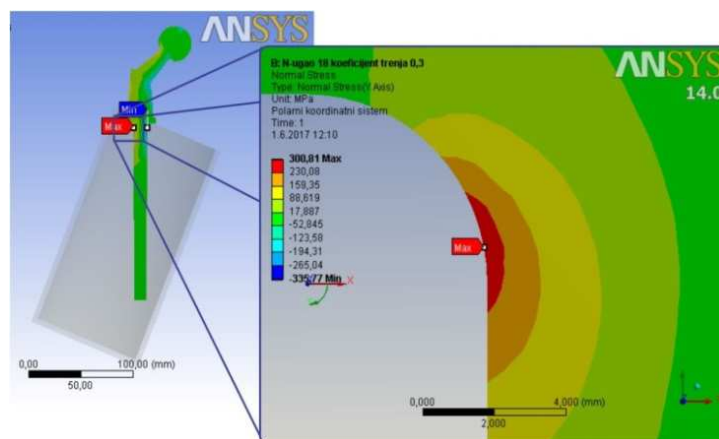 ANSYS
Min
Max
0,00
100,00 (mm)
50,00
B: N-ugao 18 koeficijent trenja 0,3
Normal Stress
Type: Normal Stress(Y Axis)
Unit: MPa
Polarni koordinatni sistem
Time: 1
1.6.2017 12:10
300,81 Max
230,08
159,35
88,619
17,887
-52,845
-123,58
-194,31
-265,04
-335,77 Min
X
ANSYS
14.0
Max
0,000
4,000 (mm)
2,000